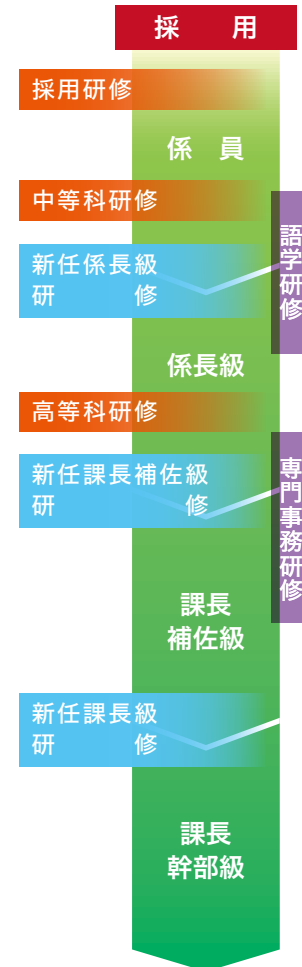 採　用
採用研修
係　員
中等科研修
語学研修
新任係長級
研　　　修
係長級
高等科研修
専門事務研修
新任課長補佐級
研　　　　　修
課長
補佐級
新任課長級
研　　　修
課長
幹部級